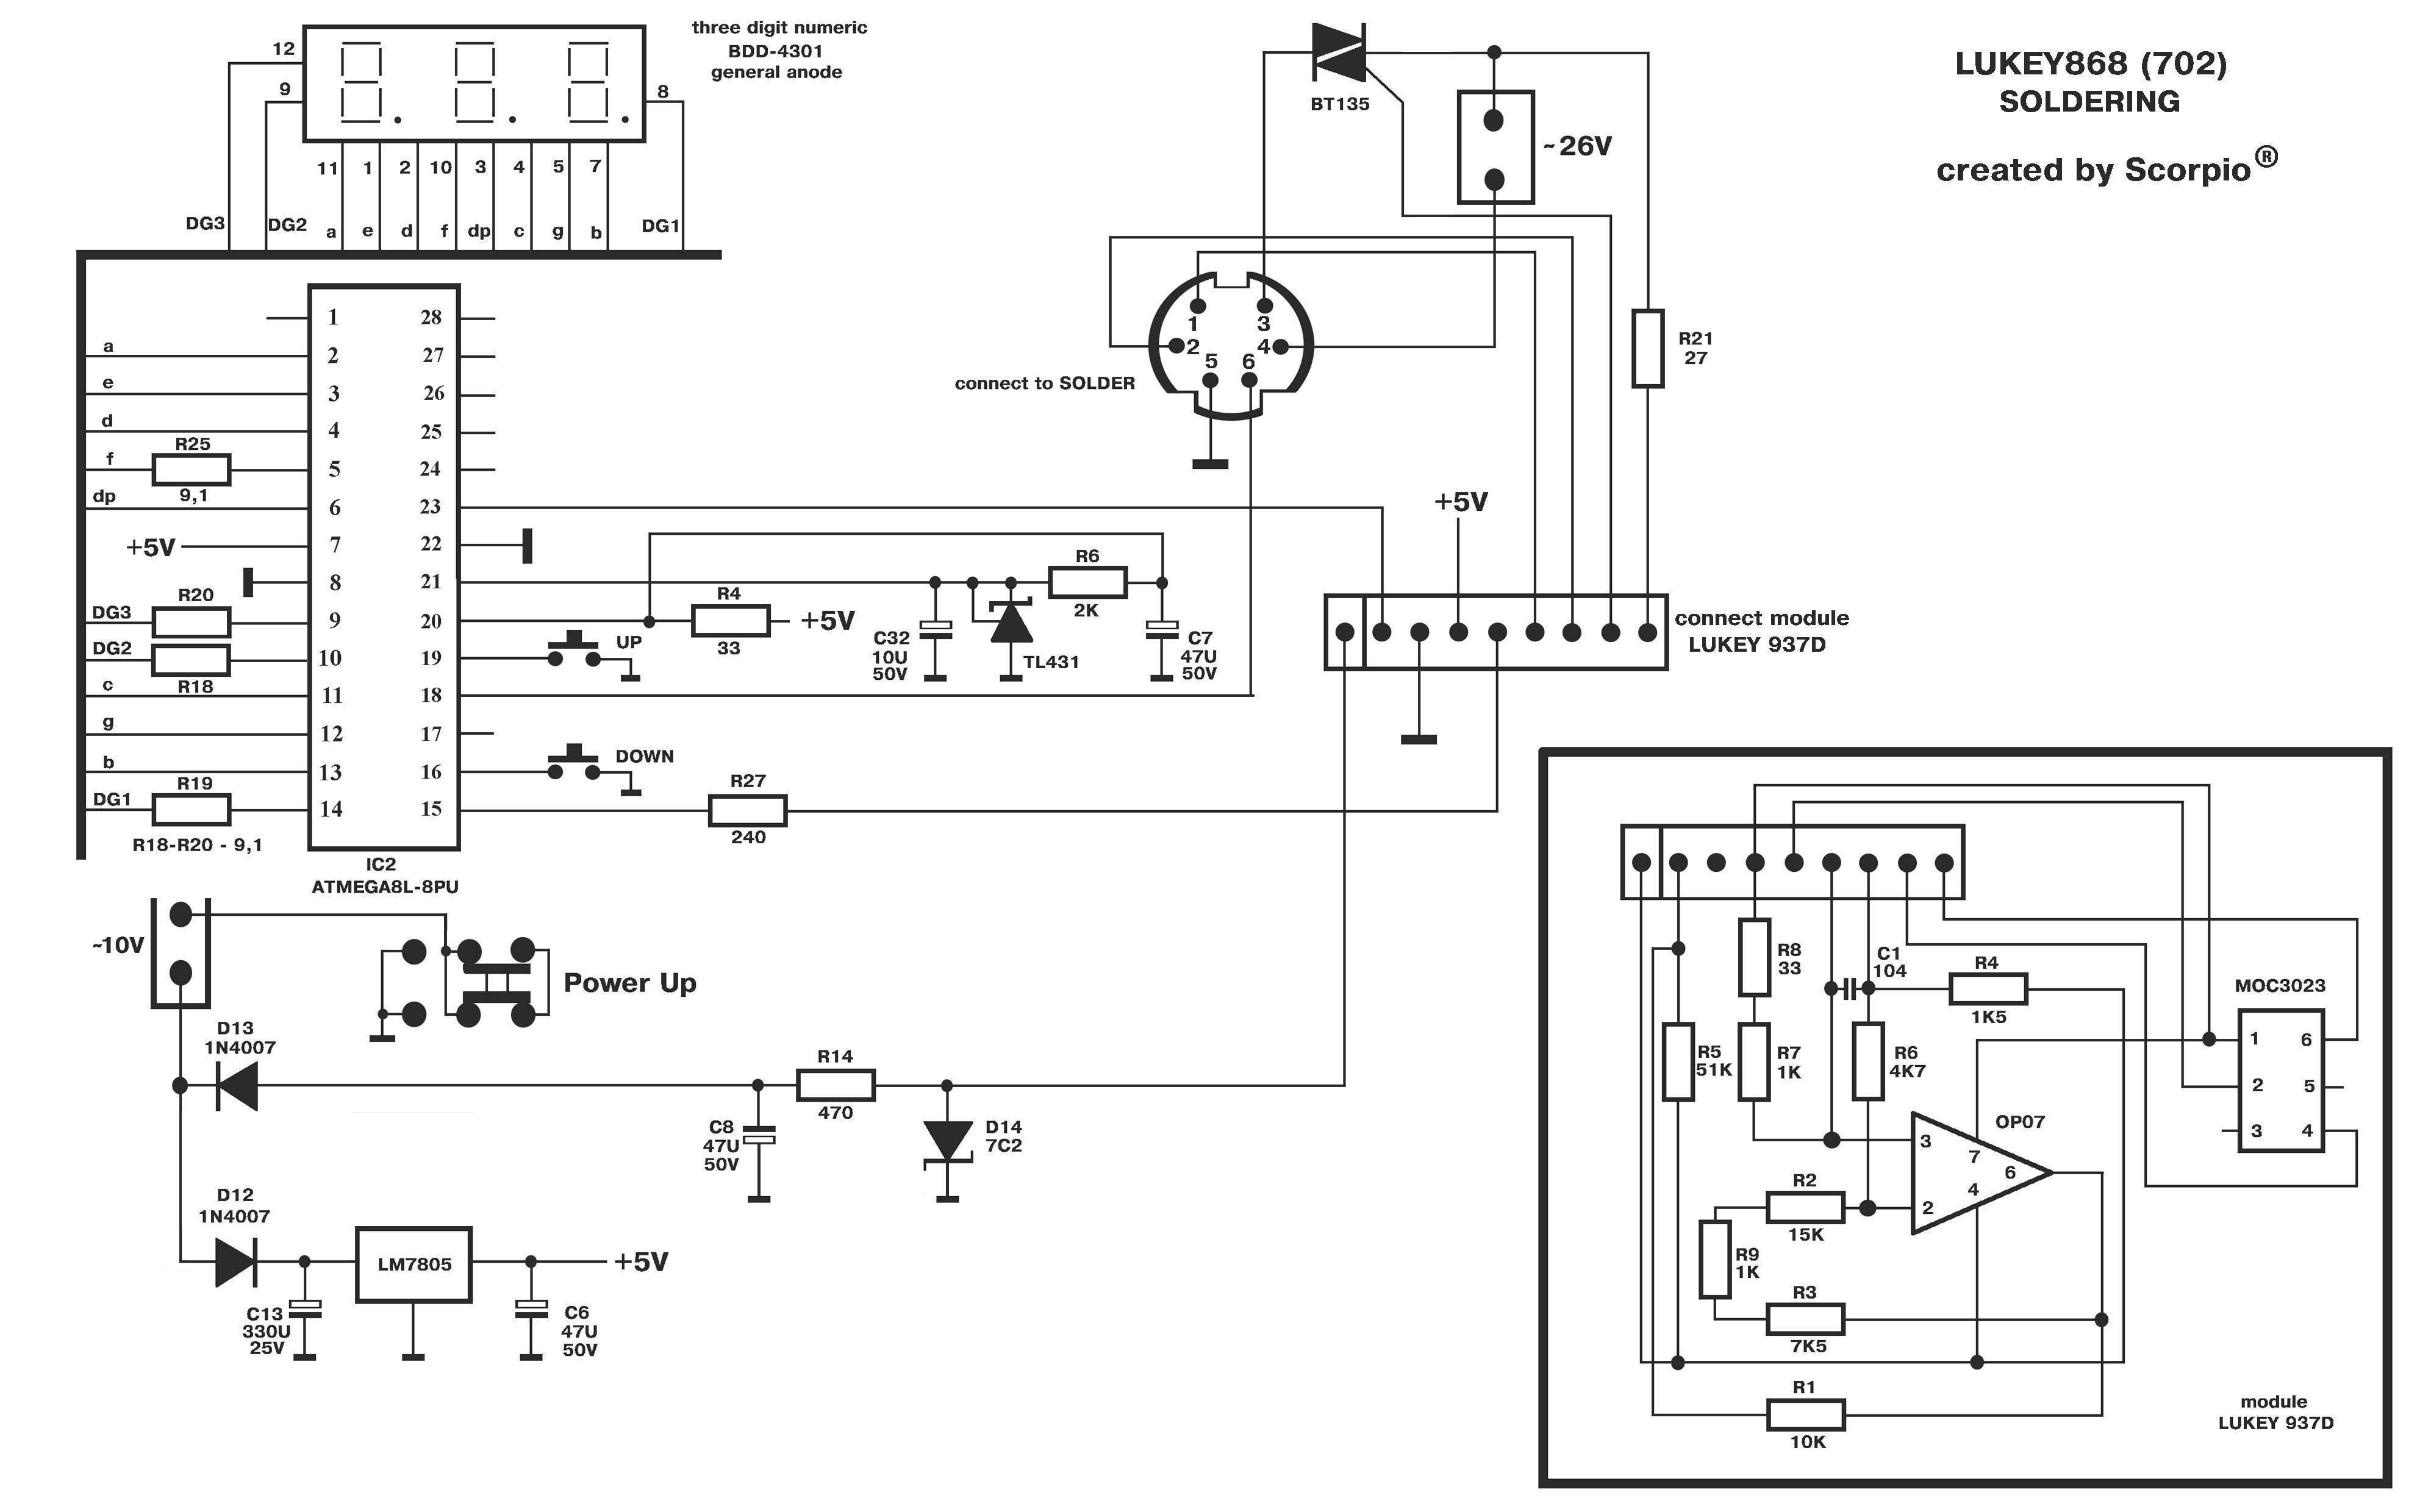 three digit numeric
BDD-4301
general anode
12
9
8
11
1
2
10
3
4
5
7
DG3
DG2
a
e
d
f
dp
c
g
b
DG1
BT135
~26V
LUKEY868 (702)
SOLDERING
created by Scorpio®
1
3
2
4
5
6
connect to SOLDER
R21
27
1
28
a
2
27
e
3
26
d
4
25
R25
f
5
24
9,1
dp
6
23
+5V
7
22
8
21
R20
DG3
9
20
DG2
10
19
R18
c
11
18
g
12
17
b
13
16
R19
DG1
14
15
R18-R20 - 9,1
IC2
ATMEGA8L-8PU
R4
33
+5V
UP
DOWN
R27
240
C32
10U
50V
TL431
R6
2K
C7
47U
50V
+5V
connect module
LUKEY 937D
~10V
Power Up
D13
1N4007
R14
470
C8
47U
50V
D14
7C2
D12
1N4007
LM7805
+5V
C13
330U
25V
C6
47U
50V
R8
33
C1
104
R4
1K5
MOC3023
1
6
2
5
3
4
R5
51K
R7
1K
R6
4K7
OP07
3
7
6
4
2
R2
15K
R9
1K
R3
7K5
R1
10K
module
LUKEY 937D